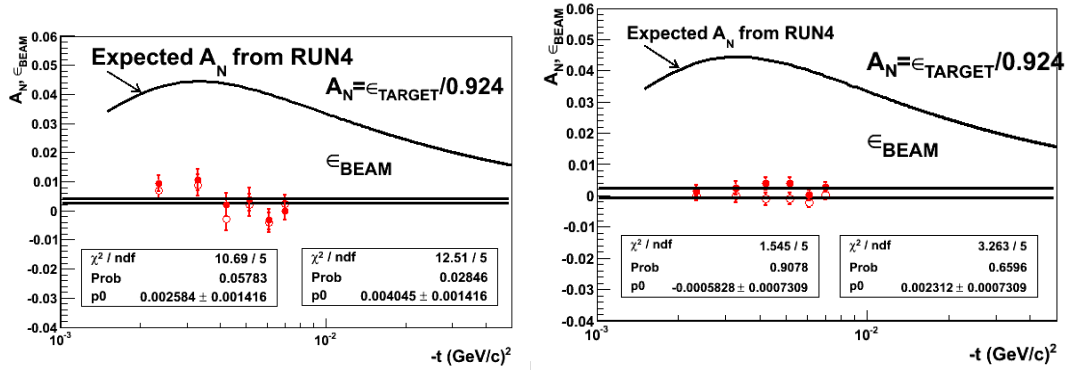 0.06
0.05
0.04
0.03
0.02
0.01
0
-0.01
-0.02
-0.03
-0.04
A_N, ∈_BEAM
Expected A_N from RUN4
A_N=∈_TARGET/0.924
∈_BEAM
χ² / ndf 10.69 / 5
Prob 0.05783
p0 0.002584 ± 0.001416
χ² / ndf 12.51 / 5
Prob 0.02846
p0 0.004045 ± 0.001416
10⁻³
10⁻²
-t (GeV/c)²
0.06
0.05
0.04
0.03
0.02
0.01
0
-0.01
-0.02
-0.03
-0.04
A_N, ∈_BEAM
Expected A_N from RUN4
A_N=∈_TARGET/0.924
∈_BEAM
χ² / ndf 1.545 / 5
Prob 0.9078
p0 -0.0005828 ± 0.0007309
χ² / ndf 3.263 / 5
Prob 0.6596
p0 0.002312 ± 0.0007309
10⁻³
10⁻²
-t (GeV/c)²